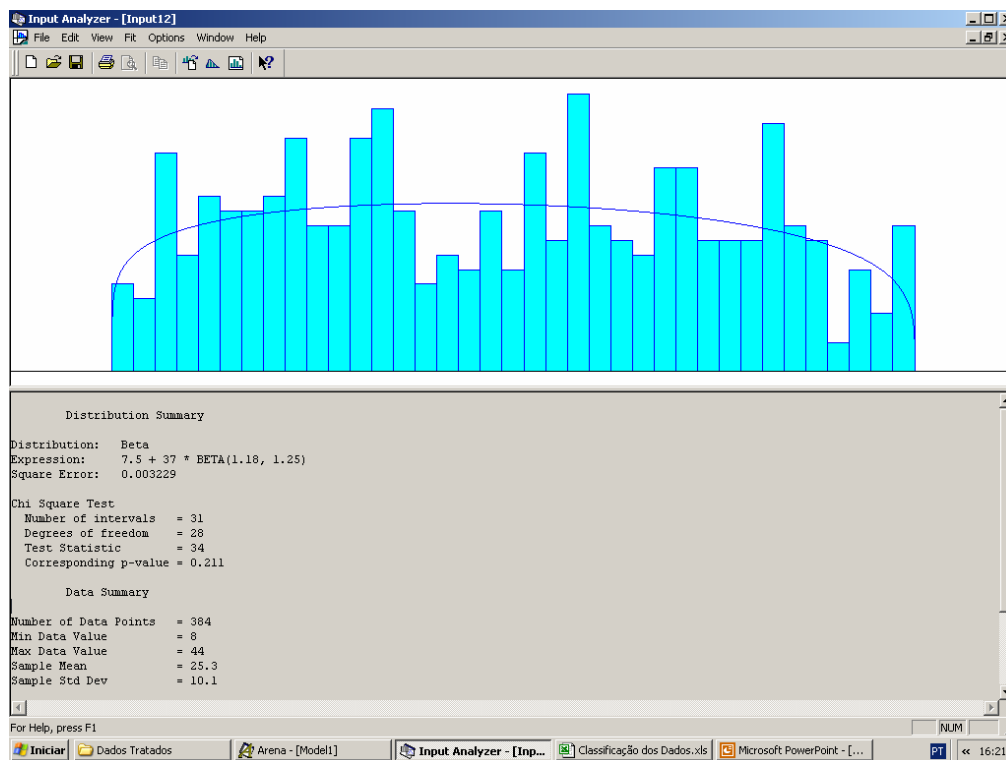 Input Analyzer - [Input12]
File Edit View Fit Options Window Help
Distribution Summary
Distribution: Beta
Expression: 7.5 + 37 * BETA(1.18, 1.25)
Square Error: 0.003229
Chi Square Test
Number of intervals = 31
Degrees of freedom = 28
Test Statistic = 34
Corresponding p-value = 0.211
Data Summary
Number of Data Points = 384
Min Data Value = 8
Max Data Value = 44
Sample Mean = 25.3
Sample Std Dev = 10.1
For Help, press F1 NUM
Iniciar Dados Tratados Arena - [Model1] Input Analyzer - [Inp... Classificação dos Dados.xls Microsoft PowerPoint - [... PT « 16:21